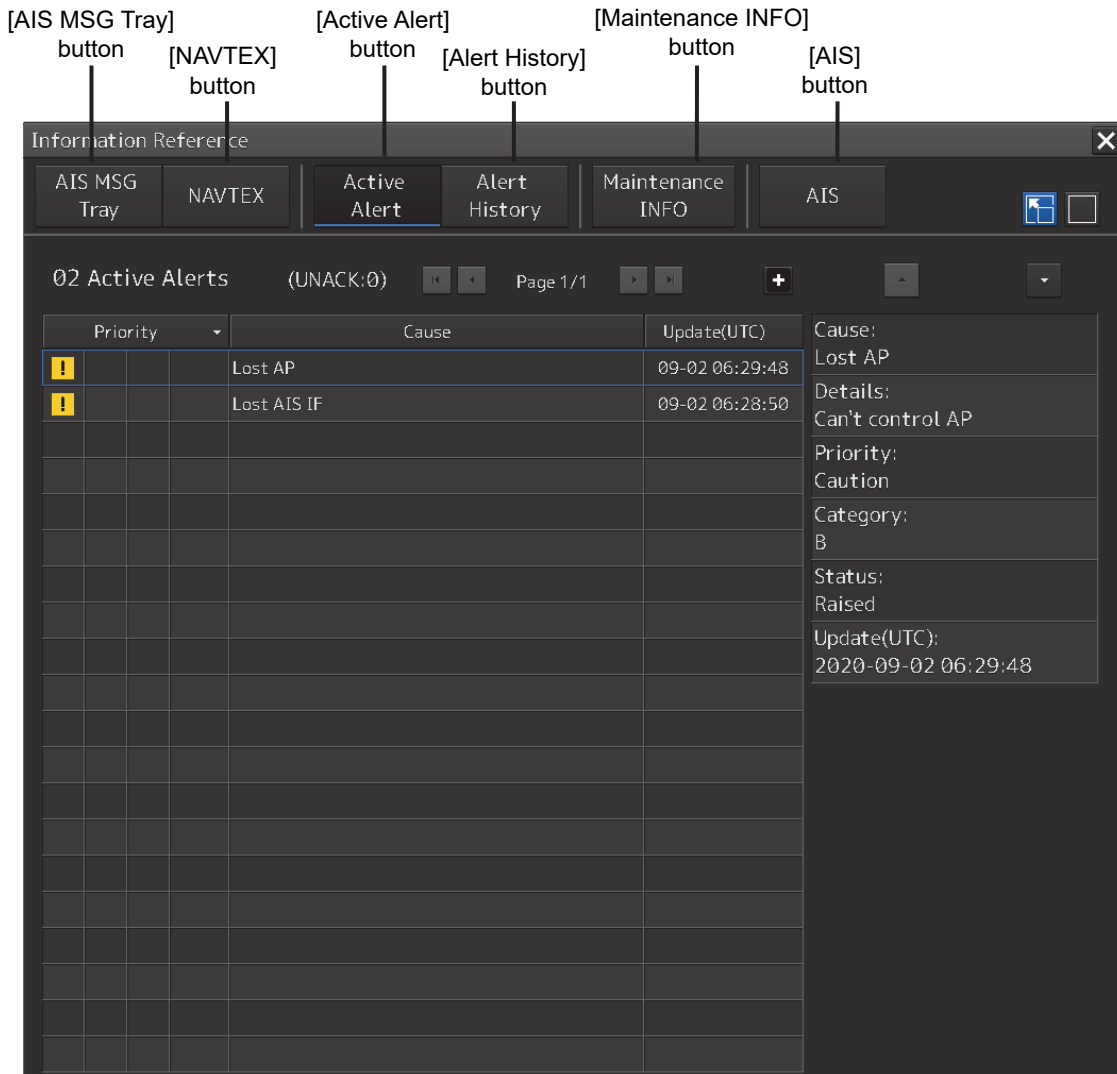 [AIS MSG Tray]
button
[NAVTEX]
button
[Active Alert]
button
[Alert History]
button
[Maintenance INFO]
button
[AIS]
button
Information Reference
AIS MSG
Tray
NAVTEX
Active
Alert
Alert
History
Maintenance
INFO
AIS
02 Active Alerts (UNACK:0) Page 1/1
Priority Cause Update(UTC)
! Lost AP 09-02 06:29:48
! Lost AIS IF 09-02 06:28:50
Cause:
Lost AP
Details:
Can't control AP
Priority:
Caution
Category:
B
Status:
Raised
Update(UTC):
2020-09-02 06:29:48